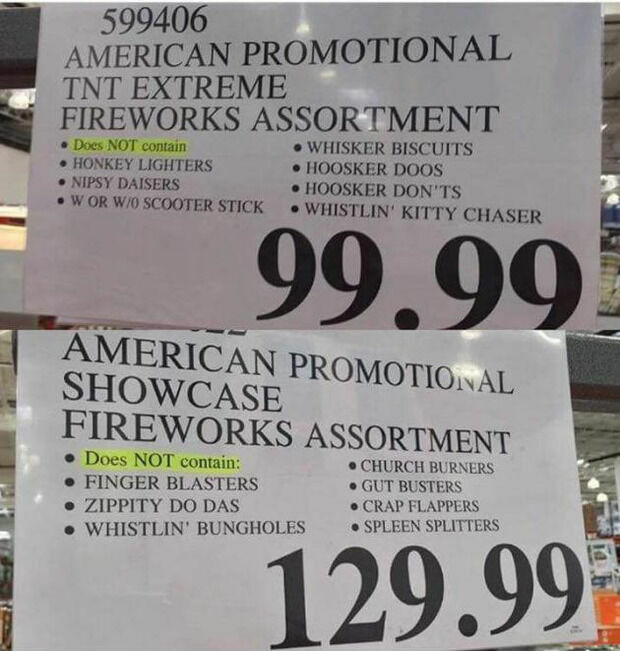 599406
AMERICAN PROMOTIONAL
TNT EXTREME
FIREWORKS ASSORTMENT
• Does NOT contain
• HONKEY LIGHTERS
• NIPSY DAISERS
• W OR W/0 SCOOTER STICK
• WHISKER BISCUITS
• HOOSKER DOOS
• HOOSKER DON'TS
• WHISTLIN' KITTY CHASER
99.99
AMERICAN PROMOTIONAL
SHOWCASE
FIREWORKS ASSORTMENT
• Does NOT contain:
• FINGER BLASTERS
• ZIPPITY DO DAS
• WHISTLIN' BUNGHOLES
• CHURCH BURNERS
• GUT BUSTERS
• CRAP FLAPPERS
• SPLEEN SPLITTERS
129.99